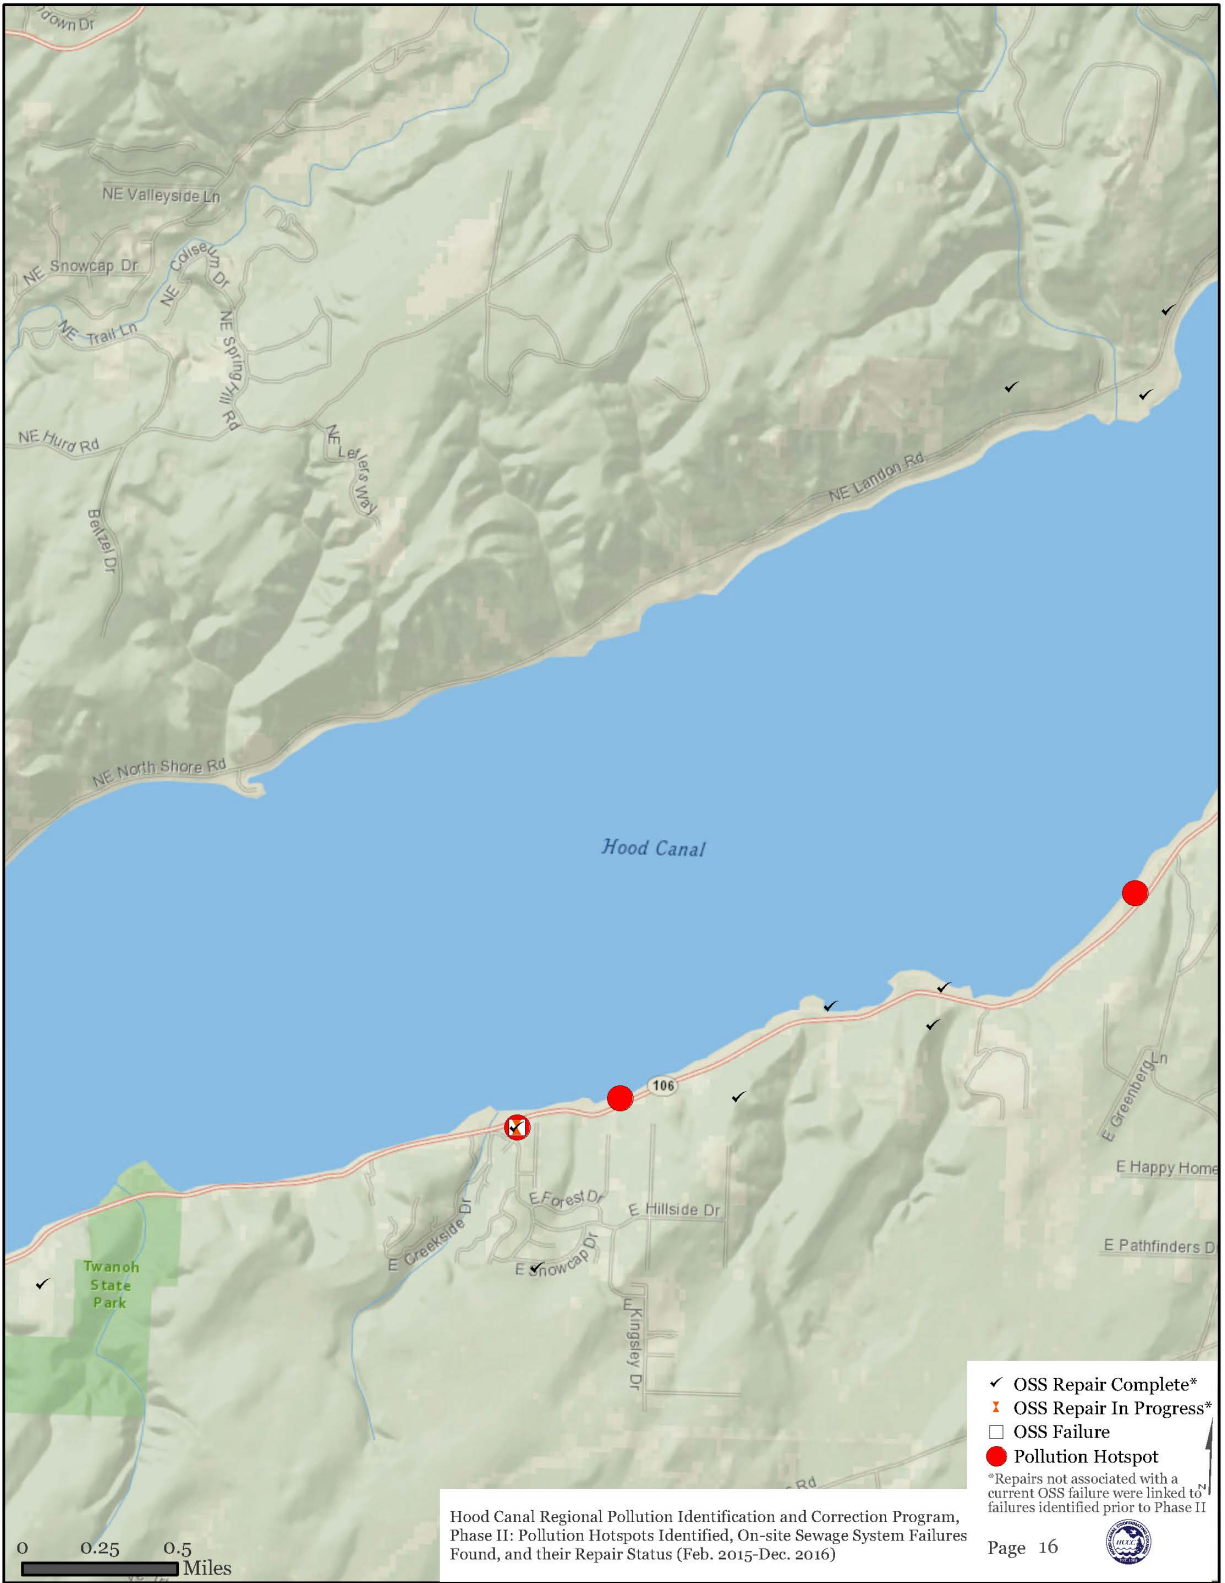 NE Valleyside Ln
NE Snowcap Dr
NE Coliseum Dr
NE Trail Ln
NE Spring Hill Rd
NE Hurd Rd
NE Leffers Way
Beitzel Dr
NE Landon Rd
NE North Shore Rd
Hood Canal
106
E Greenberg Ln
E Happy Home
E Forest Dr
E Hillside Dr
E Creekside Dr
E Snowcap Dr
E Pathfinders D
Twanoh
State
Park
E Kingsley Dr
Rd
OSS Repair Complete*
OSS Repair In Progress*
OSS Failure
Pollution Hotspot
*Repairs not associated with a
current OSS failure were linked to
failures identified prior to Phase II
N
Hood Canal Regional Pollution Identification and Correction Program,
Phase II: Pollution Hotspots Identified, On-site Sewage System Failures
Found, and their Repair Status (Feb. 2015-Dec. 2016)
Page 16
HCCC
0 0.25 0.5
Miles